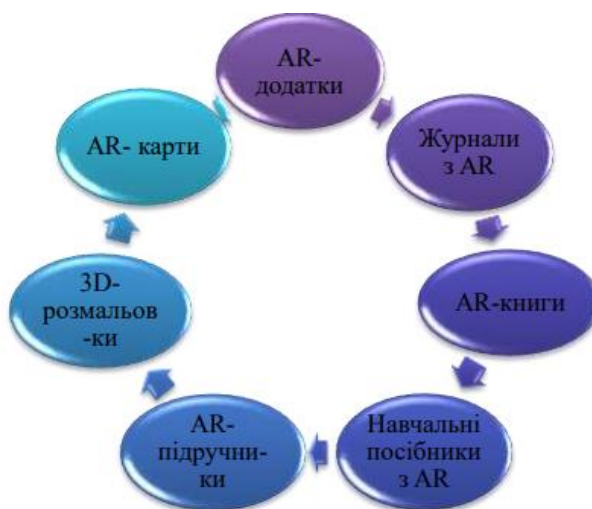 AR-
додатки
Журнали
з AR
AR-книги
Навчальні
посібники
з AR
AR-
підручни-
ки
3D-
розмальов
-ки
AR- карти